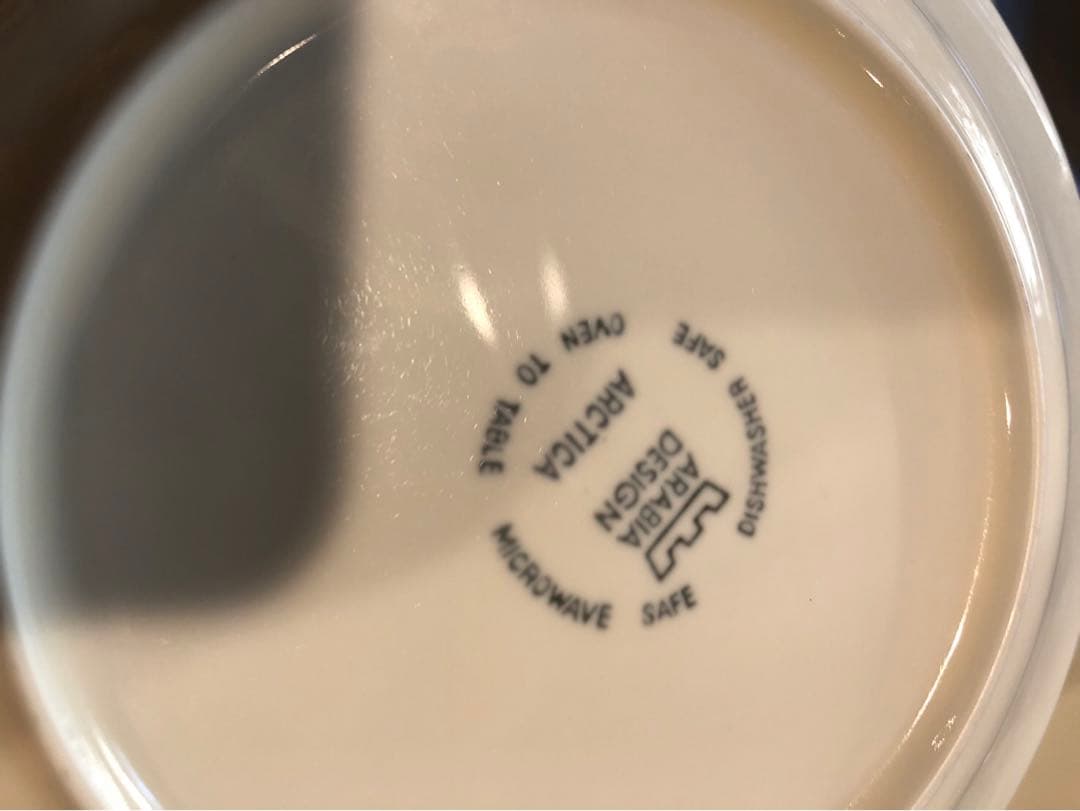 ARABIA
DESIGN
ARCTICA
DISHWASHER SAFE
OVEN TO TABLE
MICROWAVE SAFE